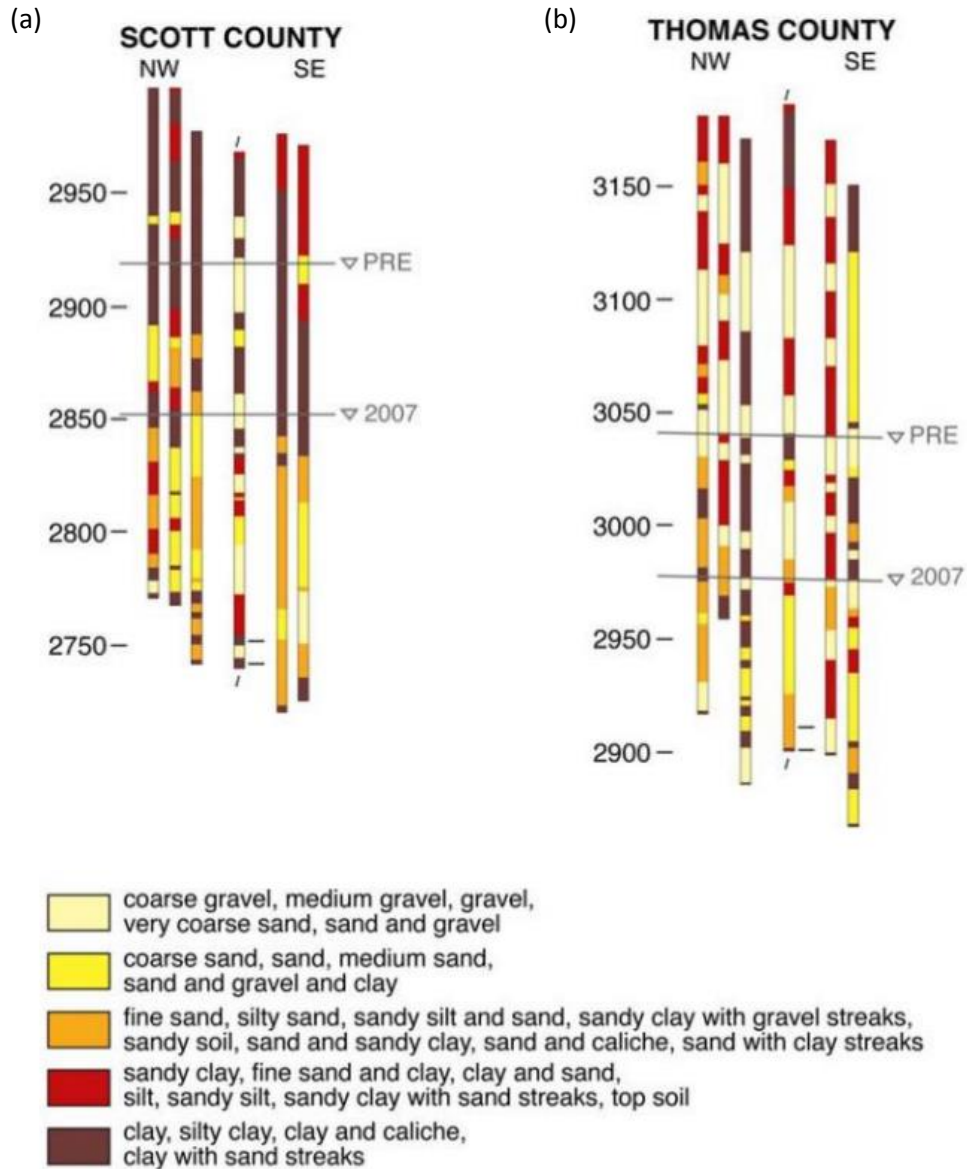 (a)
SCOTT COUNTY
NW SE
2950
PRE
2900
2850
2007
2800
2750
(b)
THOMAS COUNTY
NW SE
3150
3100
3050
PRE
3000
2007
2950
2900
coarse gravel, medium gravel, gravel,
very coarse sand, sand and gravel
coarse sand, sand, medium sand,
sand and gravel and clay
fine sand, silty sand, sandy silt and sand, sandy clay with gravel streaks,
sandy soil, sand and sandy clay, sand and caliche, sand with clay streaks
sandy clay, fine sand and clay, clay and sand,
silt, sandy silt, sandy clay with sand streaks, top soil
clay, silty clay, clay and caliche,
clay with sand streaks